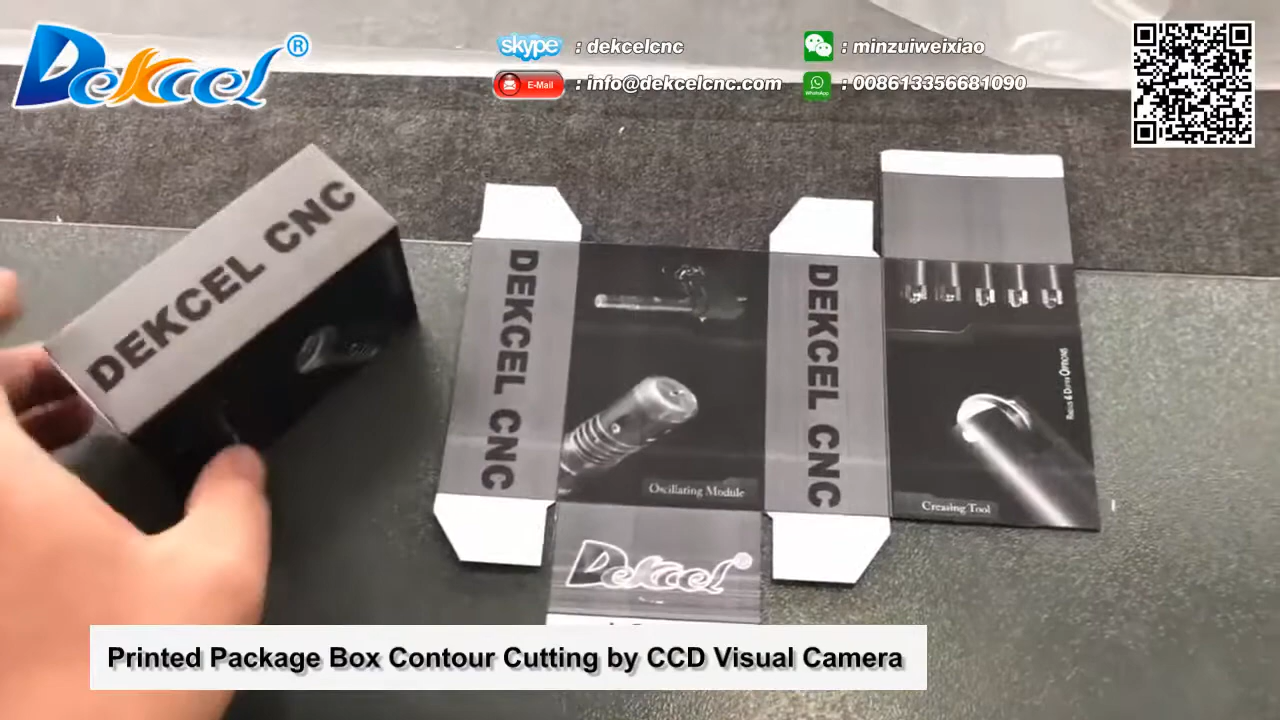 Dekcel®
skype : dekcelcnc
: minzuiweixiao
E-Mail : info@dekcelcnc.com
WhatsApp : 008613356681090
DEKCEL CNC
DEKCEL CNC
DEKCEL CNC
Oscillating Module
Creasing Tool
Dekcel®
Printed Package Box Contour Cutting by CCD Visual Camera